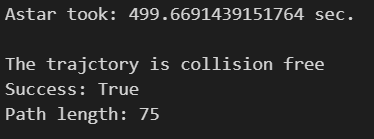 Astar took: 499.6691439151764 sec.
The trajctory is collision free
Success: True
Path length: 75